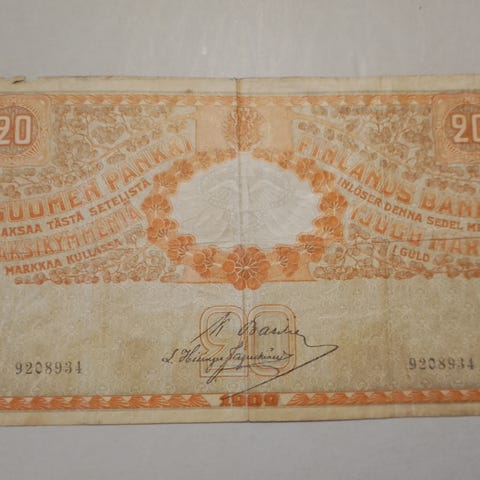 20 20
SUOMEN PANKKI
MAKSAA TÄSTÄ SETELISTÄ
KAKSIKYMMENTÄ
MARKKAA KULLASSA
FINLANDS BANK
INLÖSER DENNA SEDEL ME
TJUGU MARK
I GULD
20
9208934
9208934
1909